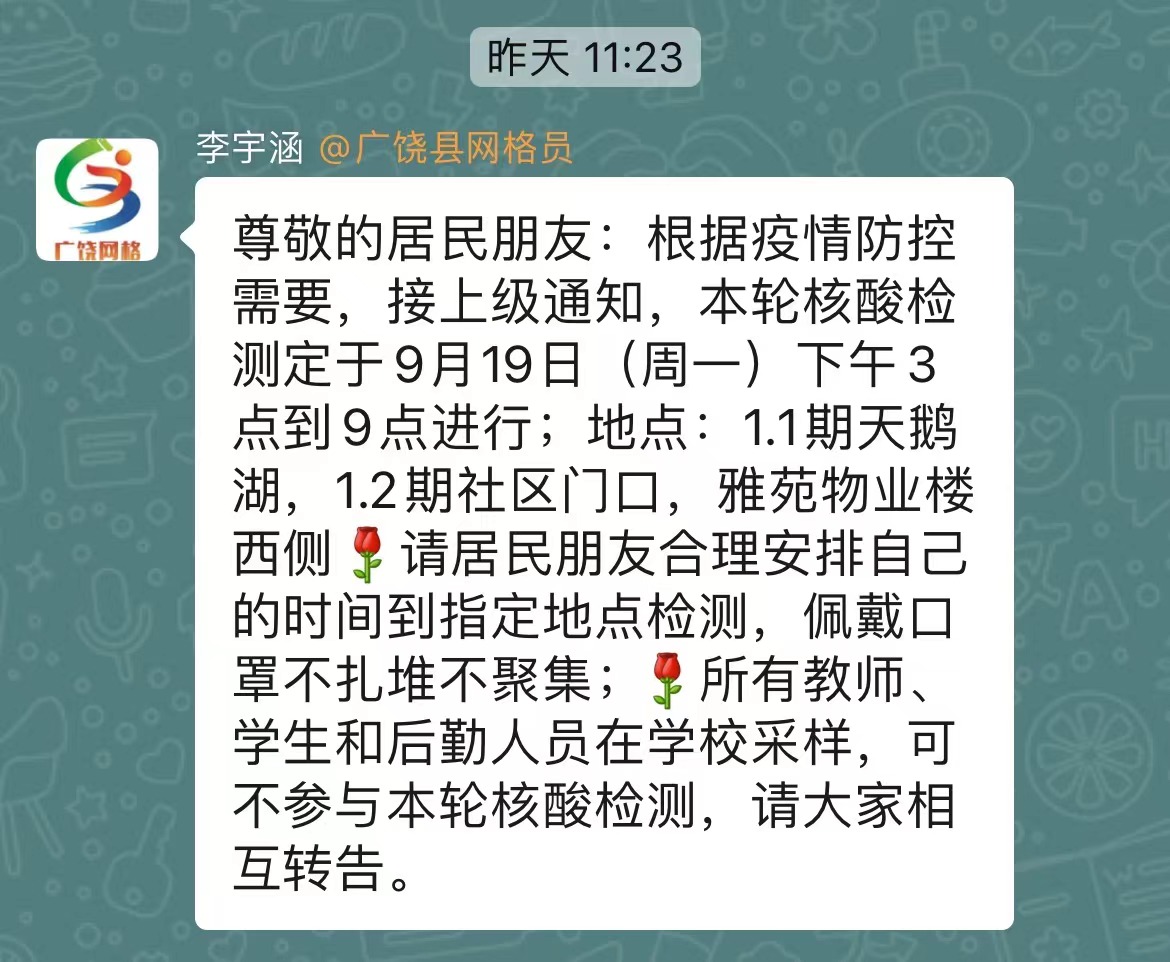 昨天 11:23
李宇涵 @广饶县网格员
广饶网格
尊敬的居民朋友：根据疫情防控
需要，接上级通知，本轮核酸检
测定于9月19日（周一）下午3
点到9点进行；地点：1.1期天鹅
湖，1.2期社区门口，雅苑物业楼
西侧🌹请居民朋友合理安排自己
的时间到指定地点检测，佩戴口
罩不扎堆不聚集；🌹所有教师、
学生和后勤人员在学校采样，可
不参与本轮核酸检测，请大家相
互转告。